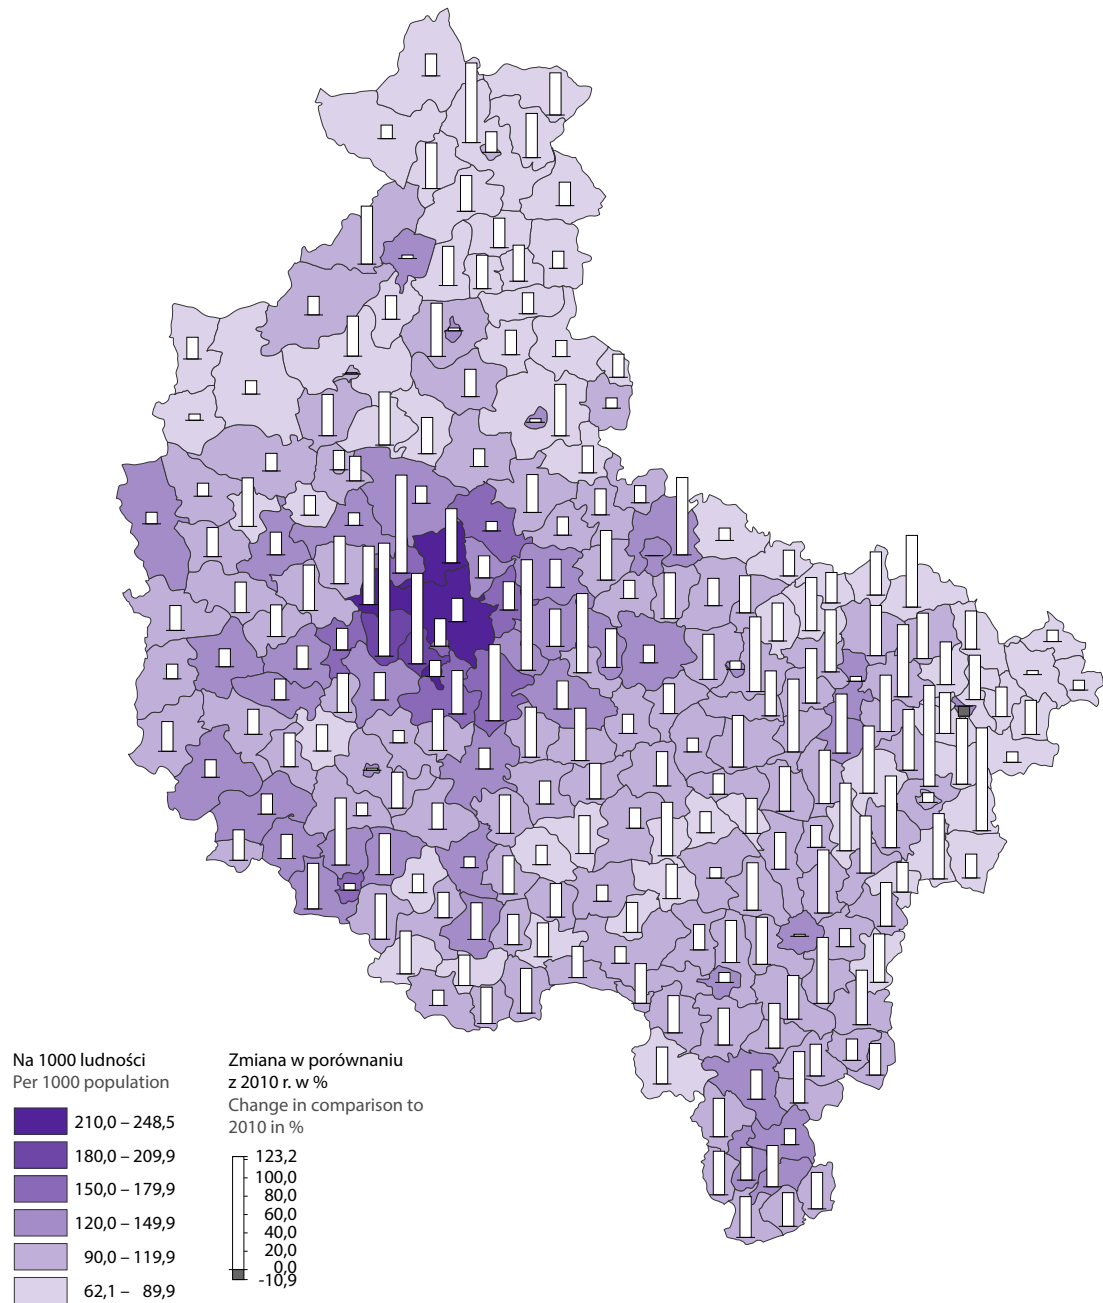 Na 1000 ludności
Per 1000 population
210,0 – 248,5
180,0 – 209,9
150,0 – 179,9
120,0 – 149,9
90,0 – 119,9
62,1 – 89,9
Zmiana w porównaniu
z 2010 r. w %
Change in comparison to
2010 in %
123,2
100,0
80,0
60,0
40,0
20,0
0,0
-10,9